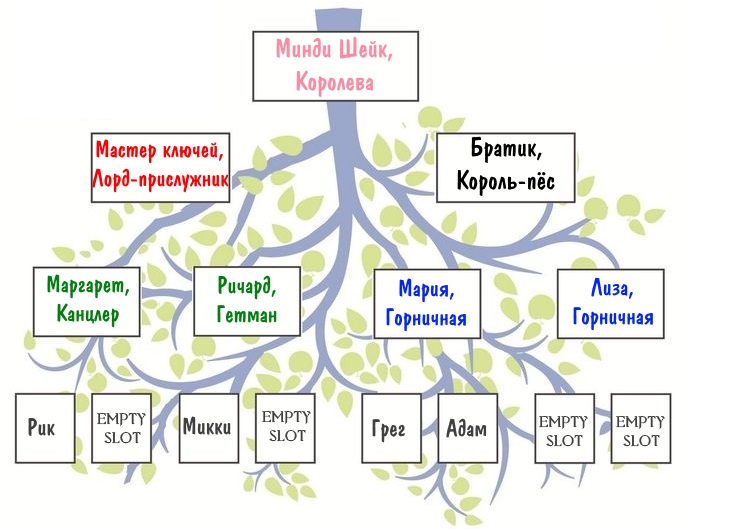 Минди Шейк,
Королева
Мастер ключей,
Лорд-прислужник
Братик,
Король-пёс
Маргарет,
Канцлер
Ричард,
Гетман
Мария,
Горничная
Лиза,
Горничная
Рик
EMPTY
SLOT
Микки
EMPTY
SLOT
Грег
Адам
EMPTY
SLOT
EMPTY
SLOT